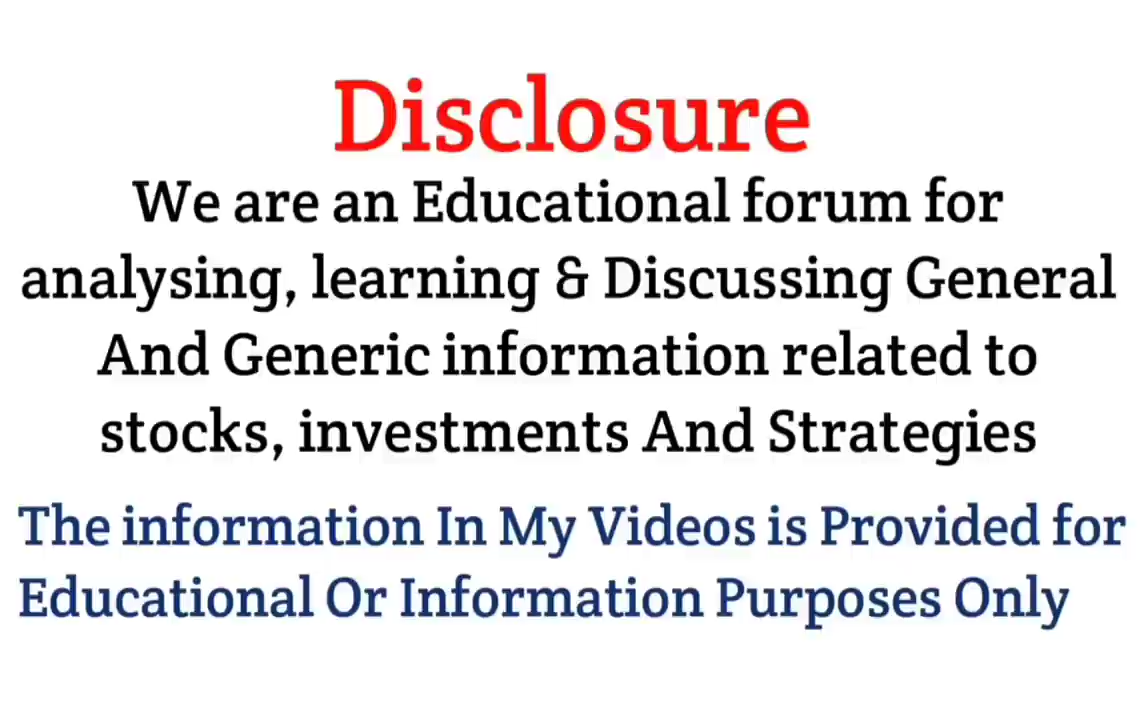 Disclosure
We are an Educational forum for
analysing, learning & Discussing General
And Generic information related to
stocks, investments And Strategies
The information In My Videos is Provided for
Educational Or Information Purposes Only